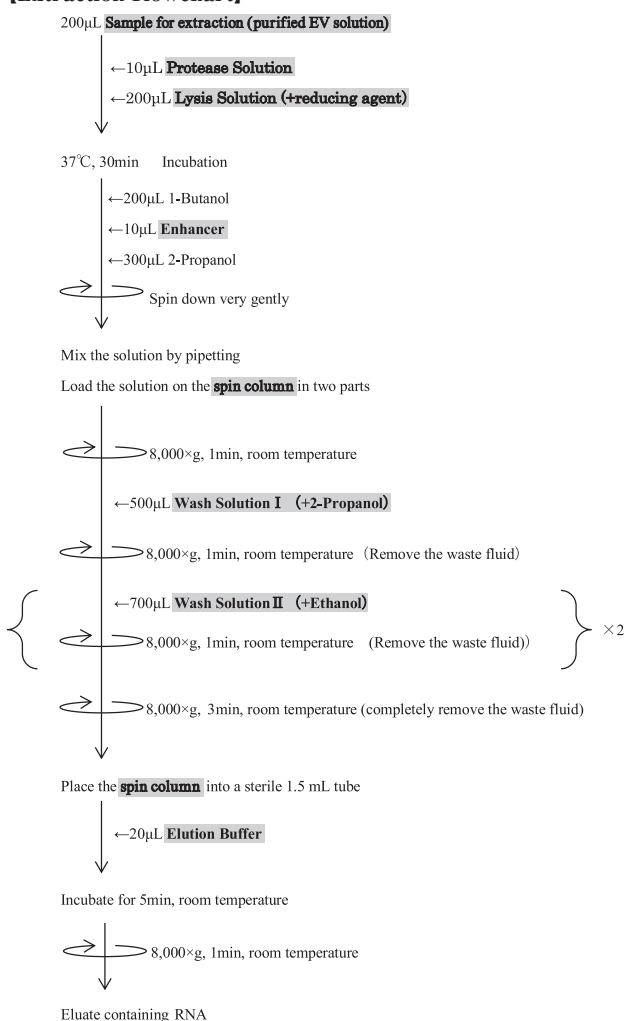 200μL Sample for extraction (purified EV solution)
←10μL Protease Solution
←200μL Lysis Solution (+reducing agent)
37℃, 30min Incubation
←200μL 1-Butanol
←10μL Enhancer
←300μL 2-Propanol
Spin down very gently
Mix the solution by pipetting
Load the solution on the spin column in two parts
8,000×g, 1min, room temperature
←500μL Wash Solution Ⅰ (+2-Propanol)
8,000×g, 1min, room temperature (Remove the waste fluid)
←700μL Wash Solution Ⅱ (+Ethanol)
8,000×g, 1min, room temperature (Remove the waste fluid))
×2
8,000×g, 3min, room temperature (completely remove the waste fluid)
Place the spin column into a sterile 1.5 mL tube
←20μL Elution Buffer
Incubate for 5min, room temperature
8,000×g, 1min, room temperature
Eluate containing RNA